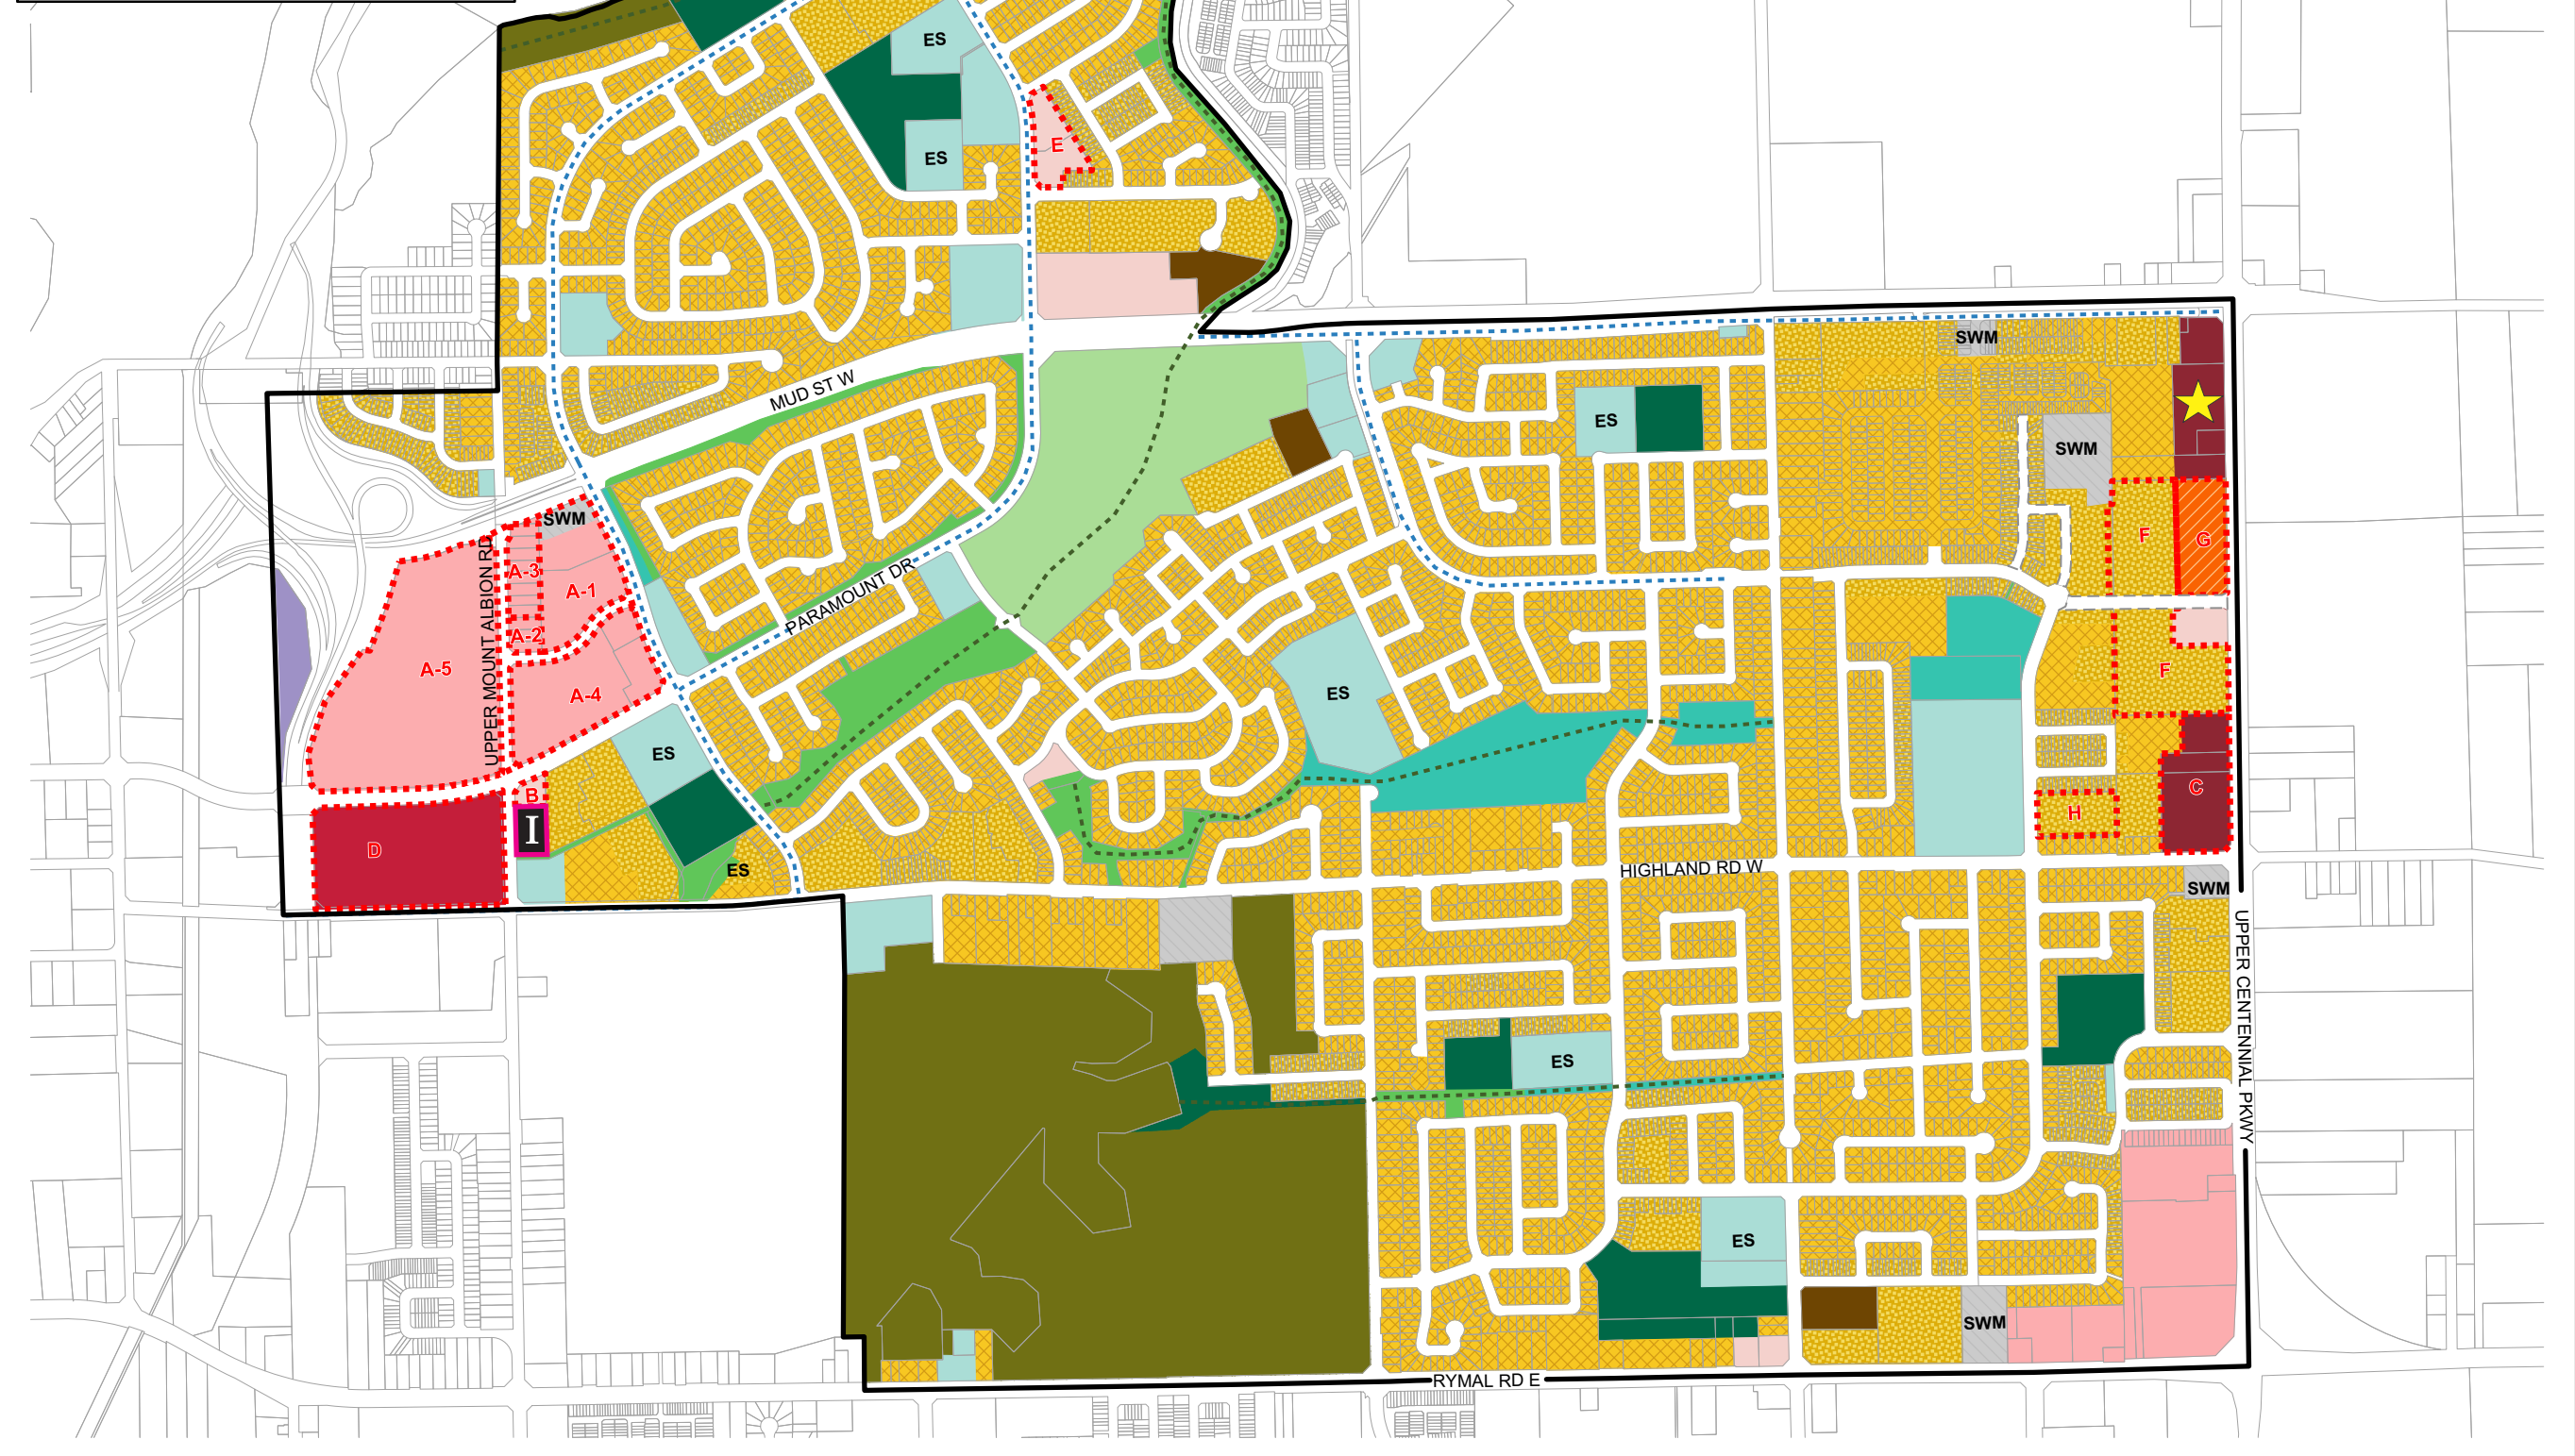 ES
ES
E
SWM
MUD ST W
ES
SWM
SWM
F
G
A-3
A-1
UPPER MOUNT ALBION RD
PARAMOUNT DR
A-2
A-5
A-4
ES
F
ES
B
C
I
H
D
ES
HIGHLAND RD W
SWM
UPPER CENTENNIAL PKWY
ES
ES
SWM
RYMAL RD E